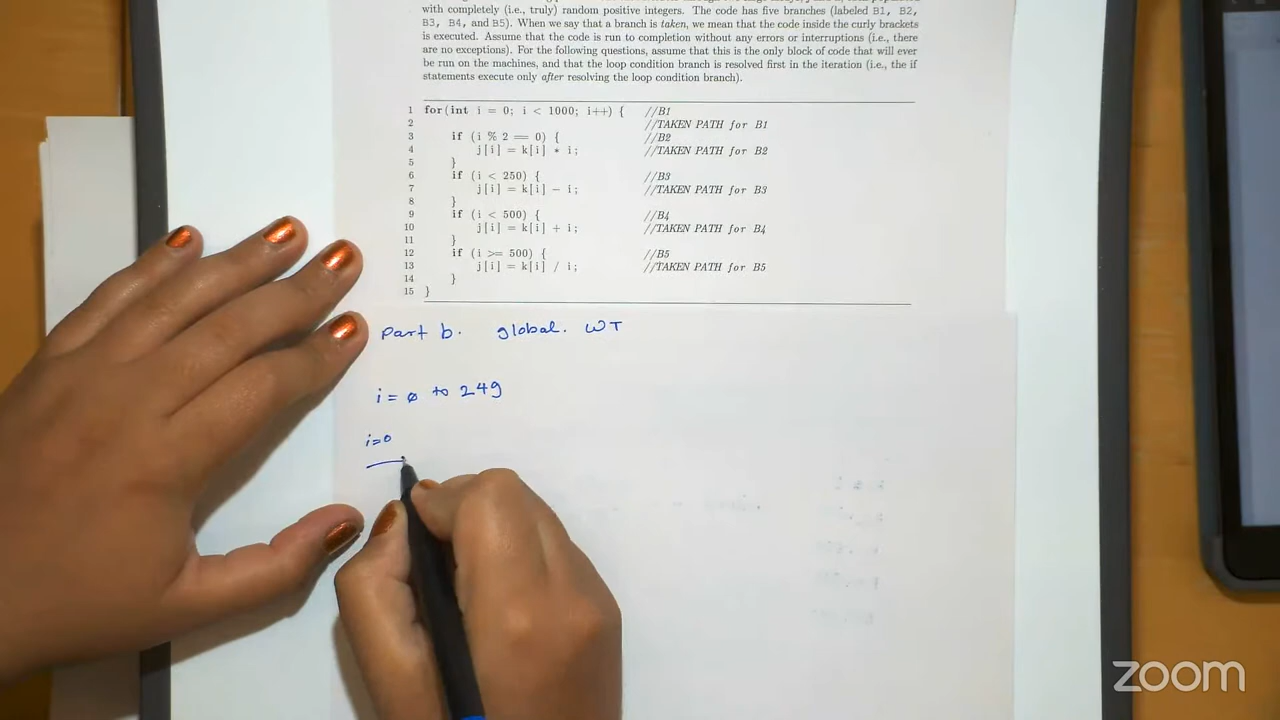 with completely (i.e., truly) random positive integers. The code has five branches (labeled B1, B2,
B3, B4, and B5). When we say that a branch is taken, we mean that the code inside the curly brackets
is executed. Assume that the code is run to completion without any errors or interruptions (i.e., there
are no exceptions). For the following questions, assume that this is the only block of code that will ever
be run on the machines, and that the loop condition branch is resolved first in the iteration (i.e., the if
statements execute only after resolving the loop condition branch).
1 for(int i = 0; i < 1000; i++) { //B1
2 //TAKEN PATH for B1
3 if (i % 2 == 0) { //B2
4 j[i] = k[i] * i; //TAKEN PATH for B2
5 }
6 if (i < 250) { //B3
7 j[i] = k[i] - i; //TAKEN PATH for B3
8 }
9 if (i < 500) { //B4
10 j[i] = k[i] + i; //TAKEN PATH for B4
11 }
12 if (i >= 500) { //B5
13 j[i] = k[i] / i; //TAKEN PATH for B5
14 }
15 }
Part b. global. WT
i = 0 to 249
i=0
zoom